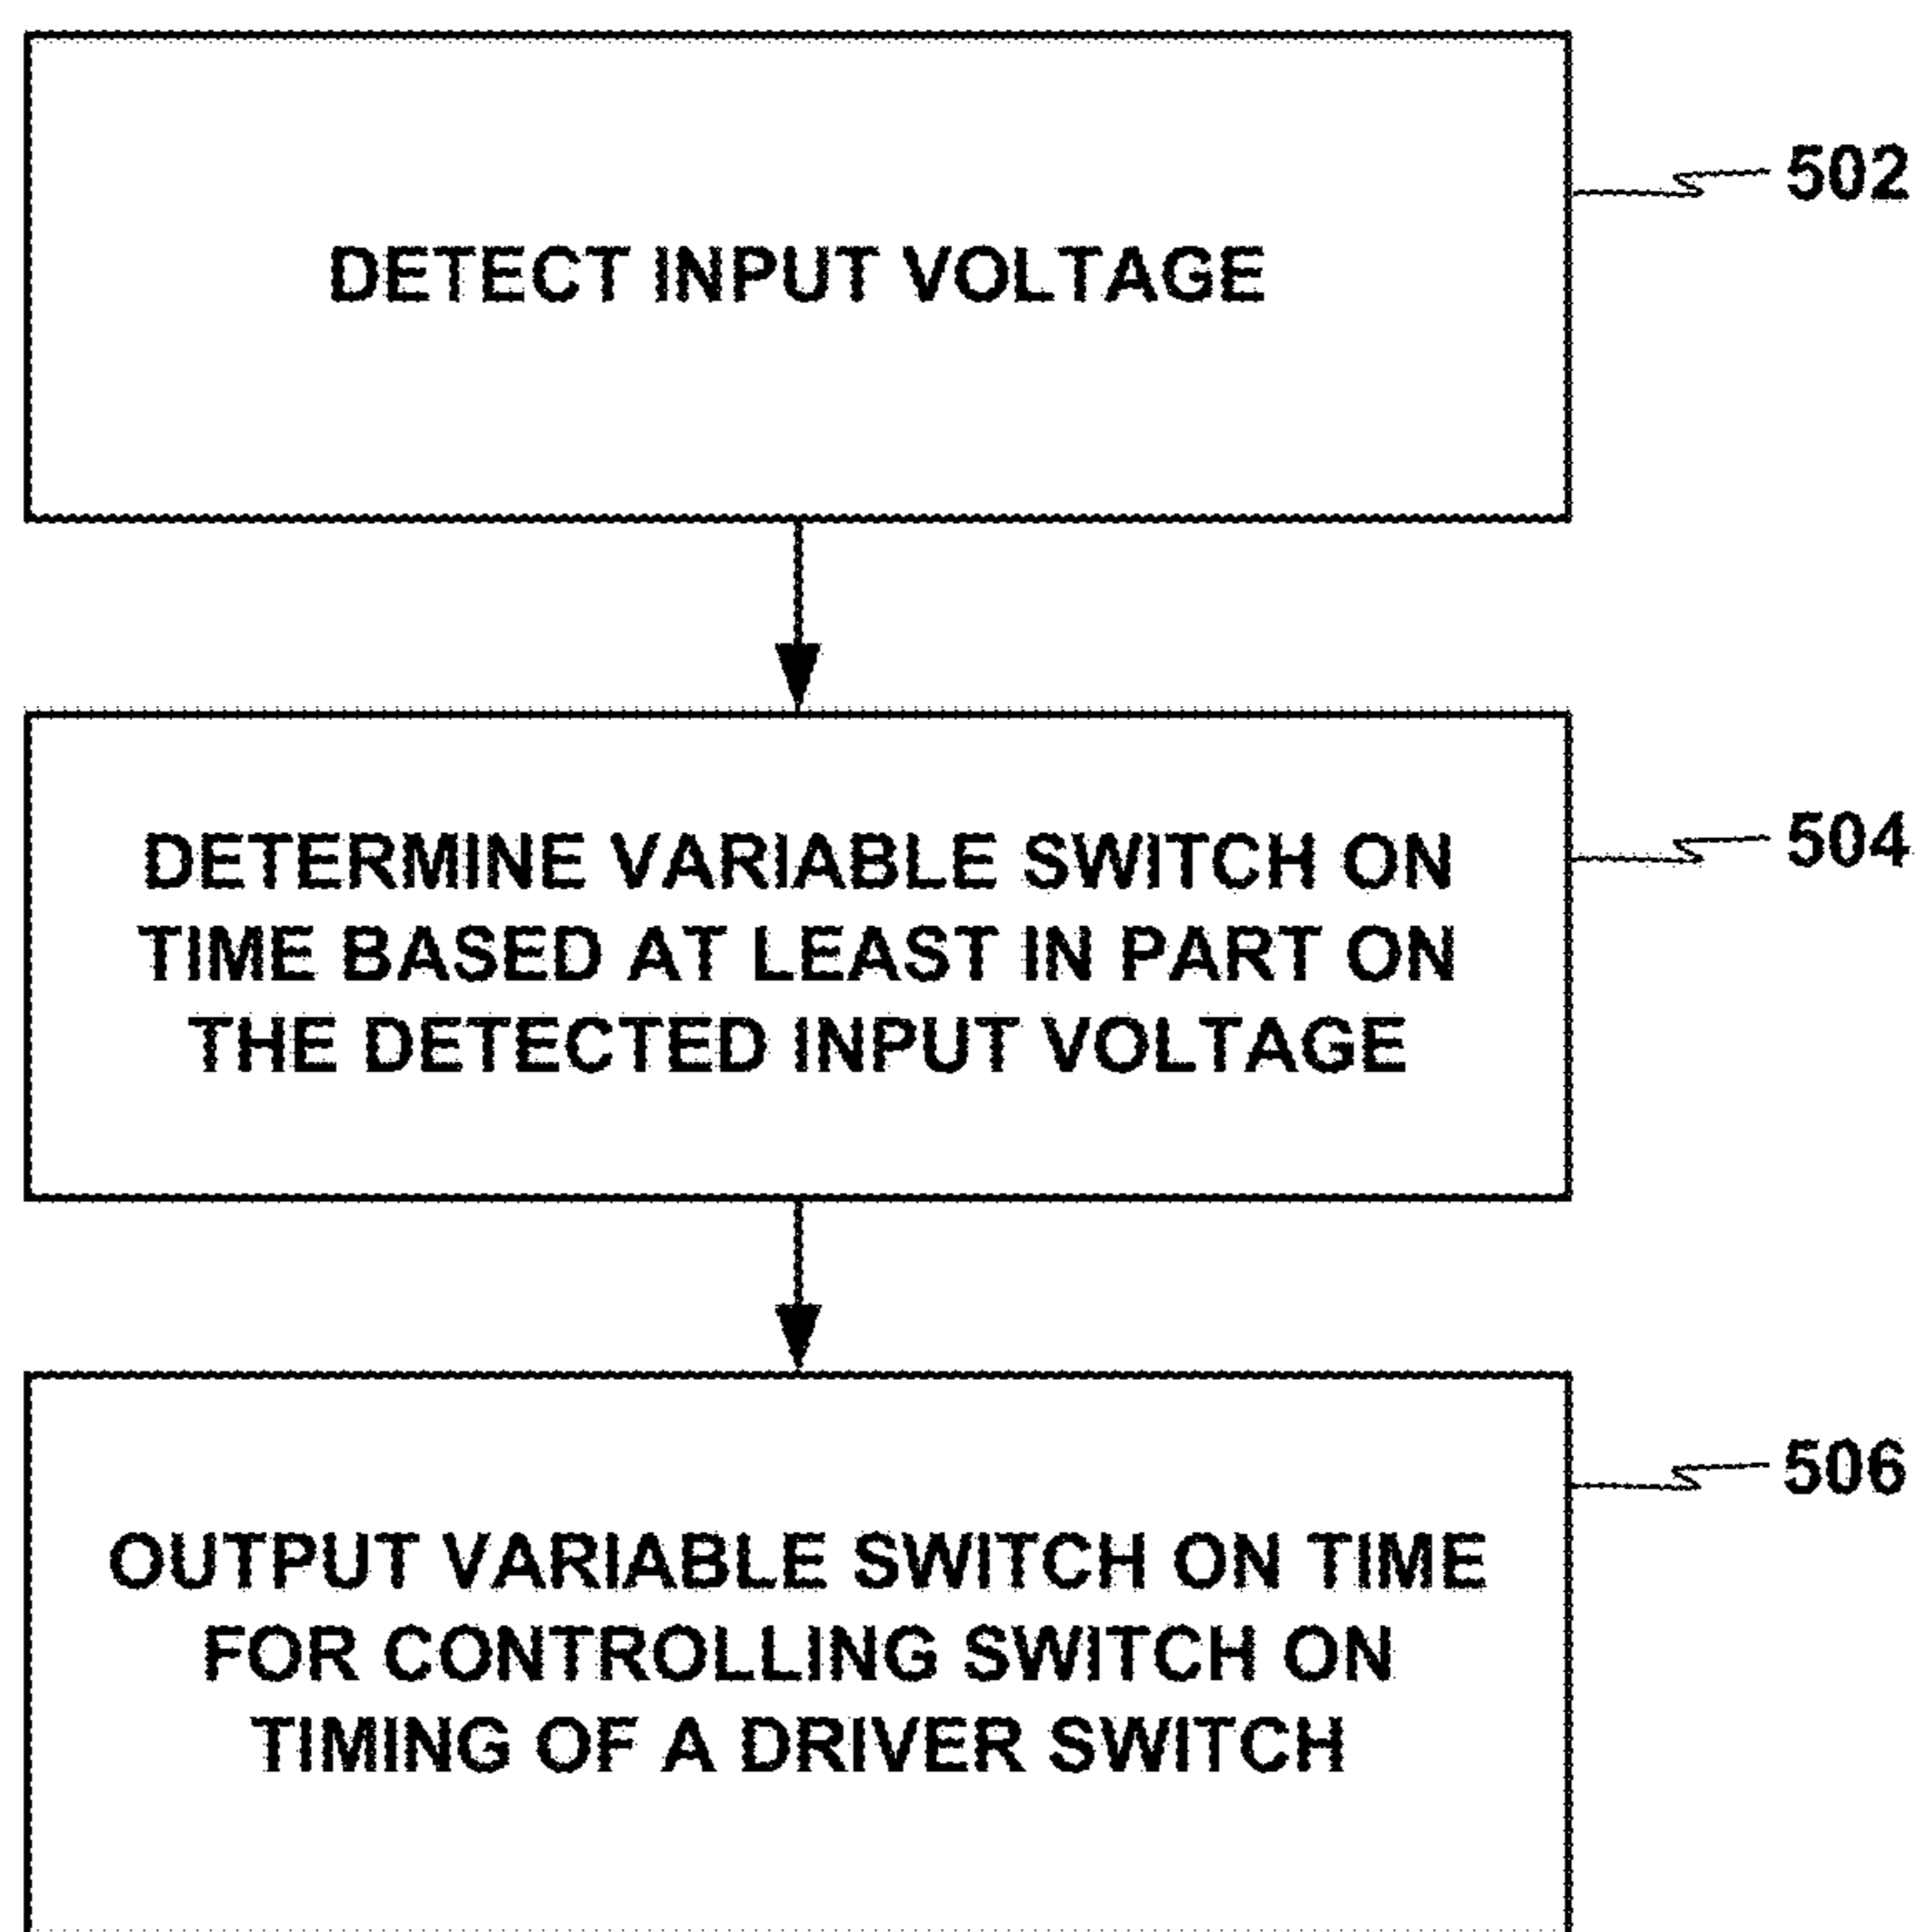 DETECT INPUT VOLTAGE
502
DETERMINE VARIABLE SWITCH ON
TIME BASED AT LEAST IN PART ON
THE DETECTED INPUT VOLTAGE
504
OUTPUT VARIABLE SWITCH ON TIME
FOR CONTROLLING SWITCH ON
TIMING OF A DRIVER SWITCH
506